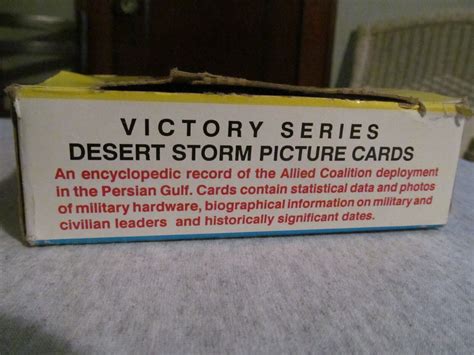 VICTORY SERIES
DESERT STORM PICTURE CARDS
An encyclopedic record of the Allied Coalition deployment
in the Persian Gulf. Cards contain statistical data and photos
of military hardware, biographical information on military and
civilian leaders and historically significant dates.